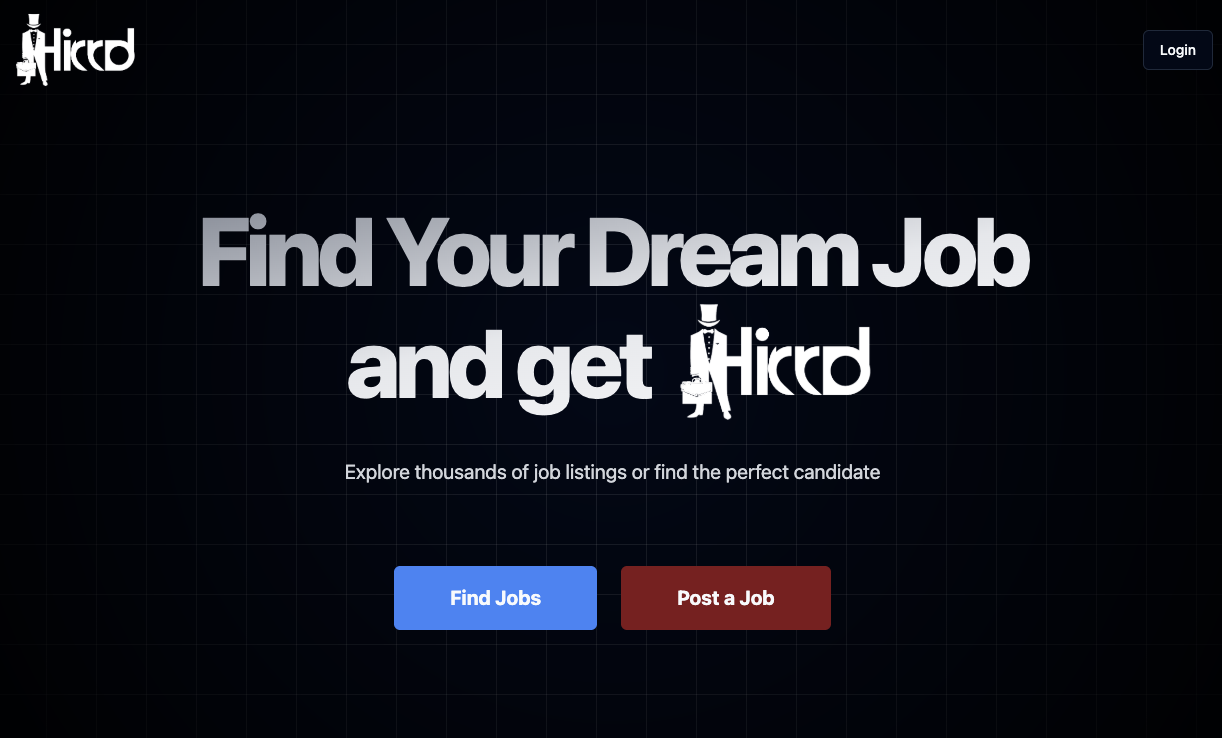 Hirrd
Login
Find Your Dream Job
and get Hirrd
Explore thousands of job listings or find the perfect candidate
Find Jobs
Post a Job